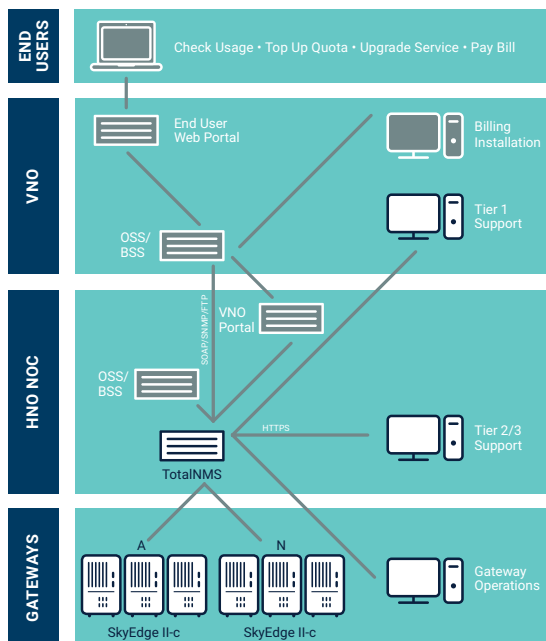 END
USERS
Check Usage • Top Up Quota • Upgrade Service • Pay Bill
VNO
End User
Web Portal
Billing
Installation
Tier 1
Support
OSS/
BSS
HNO NOC
SOAP/SNMP/FTP
VNO
Portal
OSS/
BSS
HTTPS
Tier 2/3
Support
TotalNMS
GATEWAYS
A
N
Gateway
Operations
SkyEdge II-c
SkyEdge II-c